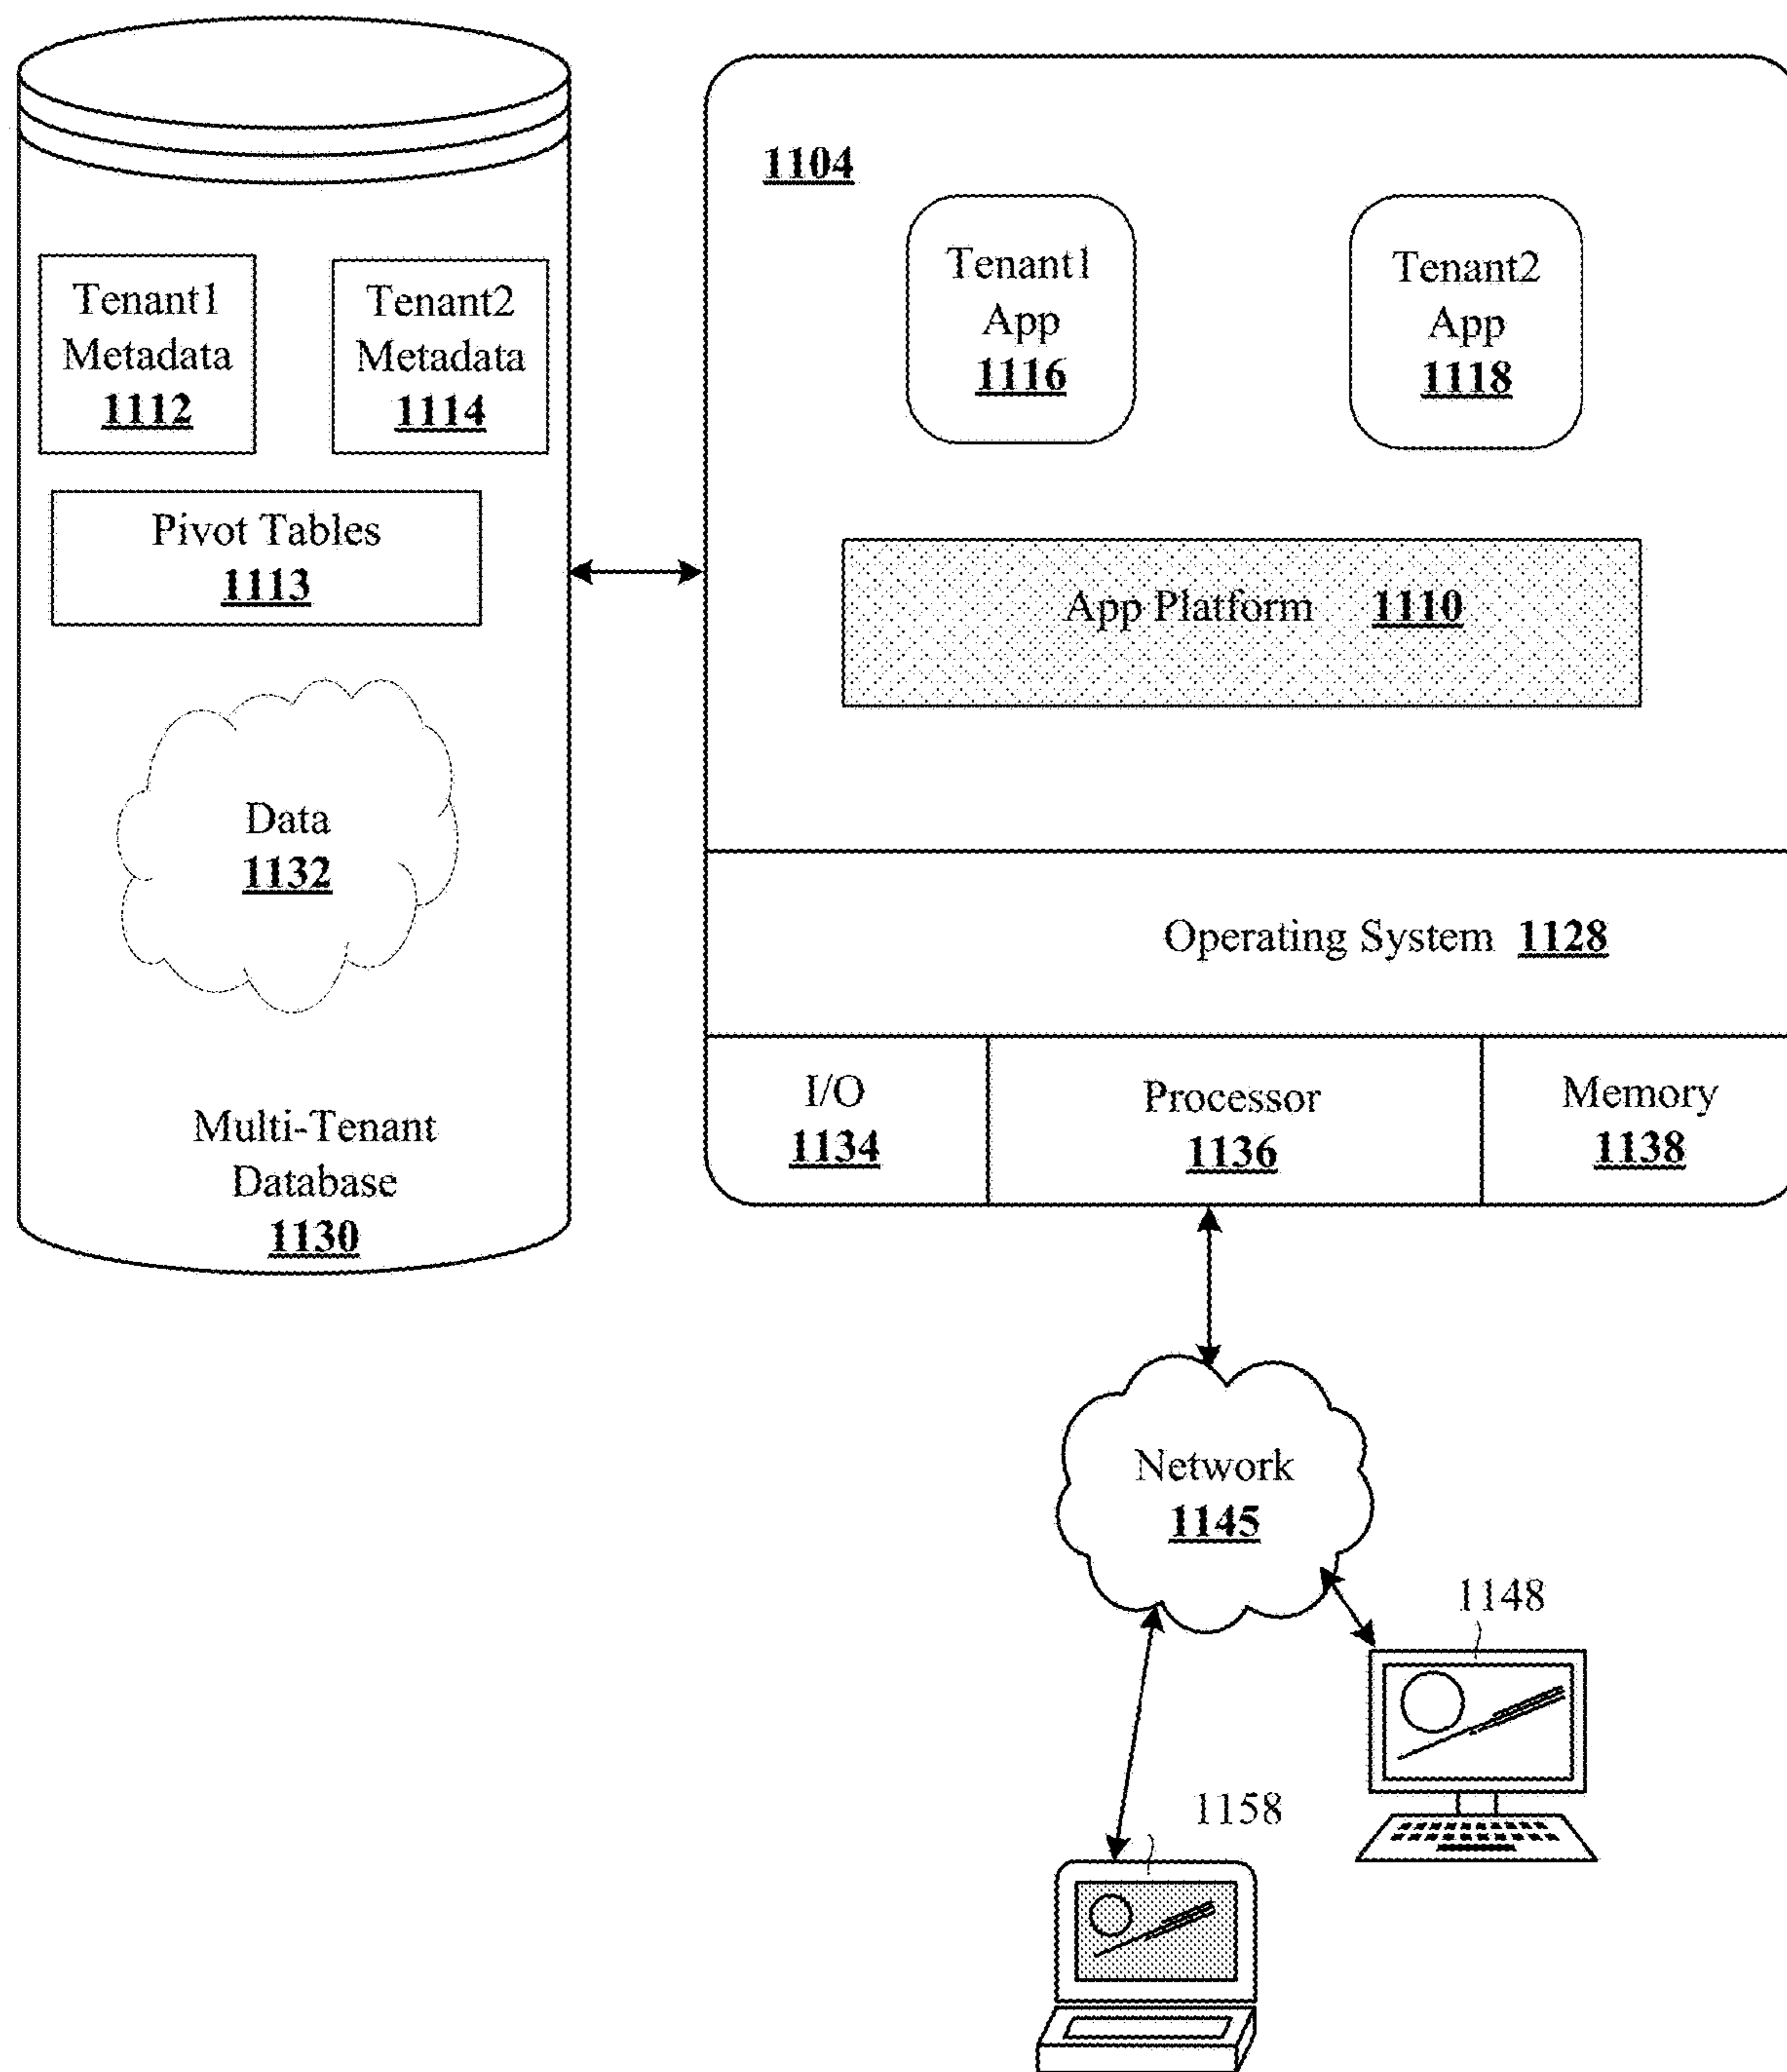 Tenant1
Metadata
1112
Tenant2
Metadata
1114
Pivot Tables
1113
Data
1132
Multi-Tenant
Database
1130
1104
Tenant1
App
1116
Tenant2
App
1118
App Platform 1110
Operating System 1128
I/O
1134
Processor
1136
Memory
1138
Network
1145
1148
1158